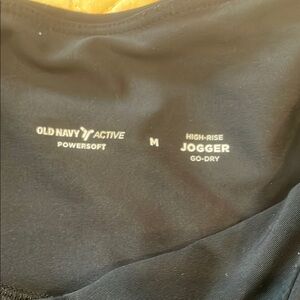 OLD NAVY ACTIVE
POWERSOFT
M
HIGH-RISE
JOGGER
GO-DRY